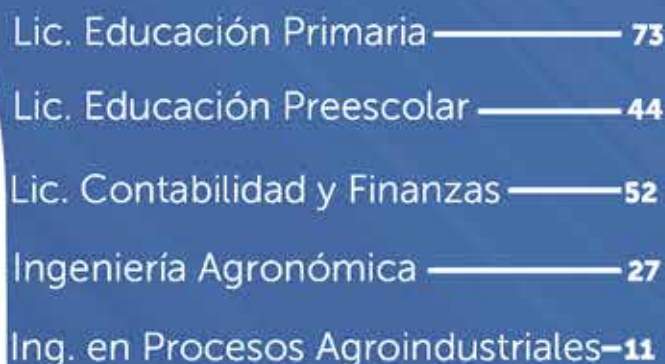 Lic. Educación Primaria 73
Lic. Educación Preescolar 44
Lic. Contabilidad y Finanzas 52
Ingeniería Agronómica 27
Ing. en Procesos Agroindustriales 11